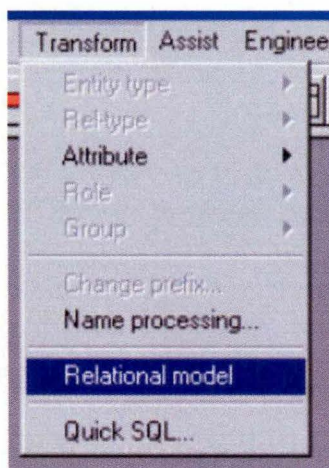 Transform Assist Enginee
Entity type
Rel-type
Attribute
Role
Group
Change prefix...
Name processing...
Relational model
Quick SQL...